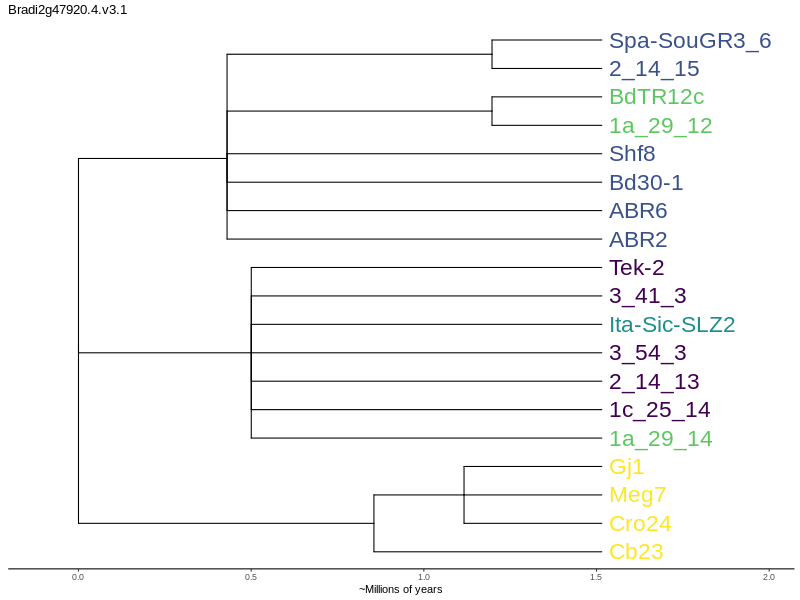 Bradi2g47920.4.v3.1
Spa-SouGR3_6
2_14_15
BdTR12c
1a_29_12
Shf8
Bd30-1
ABR6
ABR2
Tek-2
3_41_3
Ita-Sic-SLZ2
3_54_3
2_14_13
1c_25_14
1a_29_14
Gj1
Meg7
Cro24
Cb23
0.0 0.5 1.0 1.5 2.0
~Millions of years